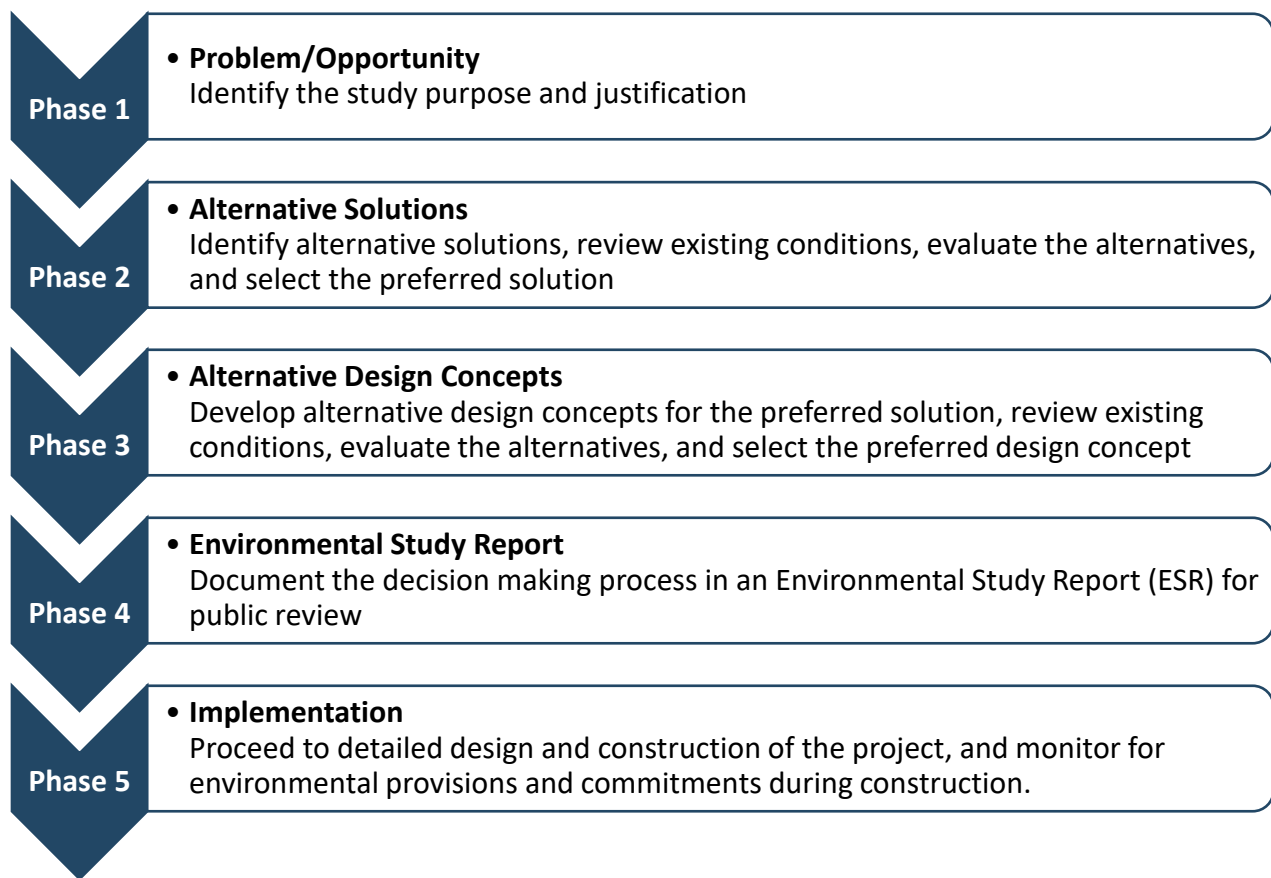 Phase 1
• Problem/Opportunity
Identify the study purpose and justification
Phase 2
• Alternative Solutions
Identify alternative solutions, review existing conditions, evaluate the alternatives,
and select the preferred solution
Phase 3
• Alternative Design Concepts
Develop alternative design concepts for the preferred solution, review existing
conditions, evaluate the alternatives, and select the preferred design concept
Phase 4
• Environmental Study Report
Document the decision making process in an Environmental Study Report (ESR) for
public review
Phase 5
• Implementation
Proceed to detailed design and construction of the project, and monitor for
environmental provisions and commitments during construction.